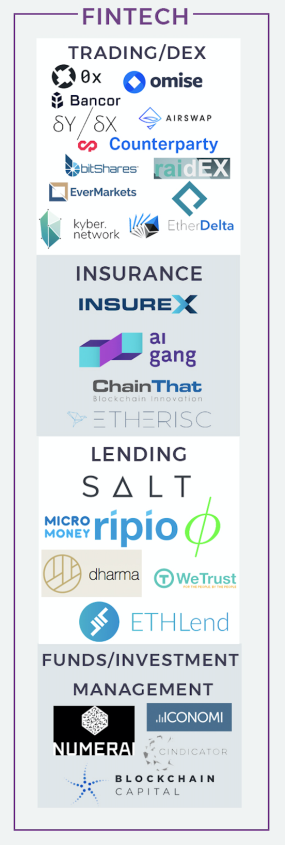 FINTECH
TRADING/DEX
0x
omise
Bancor
δY/δX
AIRSWAP
Counterparty
bitShares
raidEX
EverMarkets
kyber.
network
EtherDelta
INSURANCE
INSUREX
ai
gang
ChainThat
Blockchain Innovation
ETHERISC
LENDING
SALT
MICRO
MONEY
ripio
dharma
WeTrust
ETHLend
FUNDS/INVESTMENT
MANAGEMENT
NUMERAI
ICONOMI
CINDICATOR
BLOCKCHAIN
CAPITAL